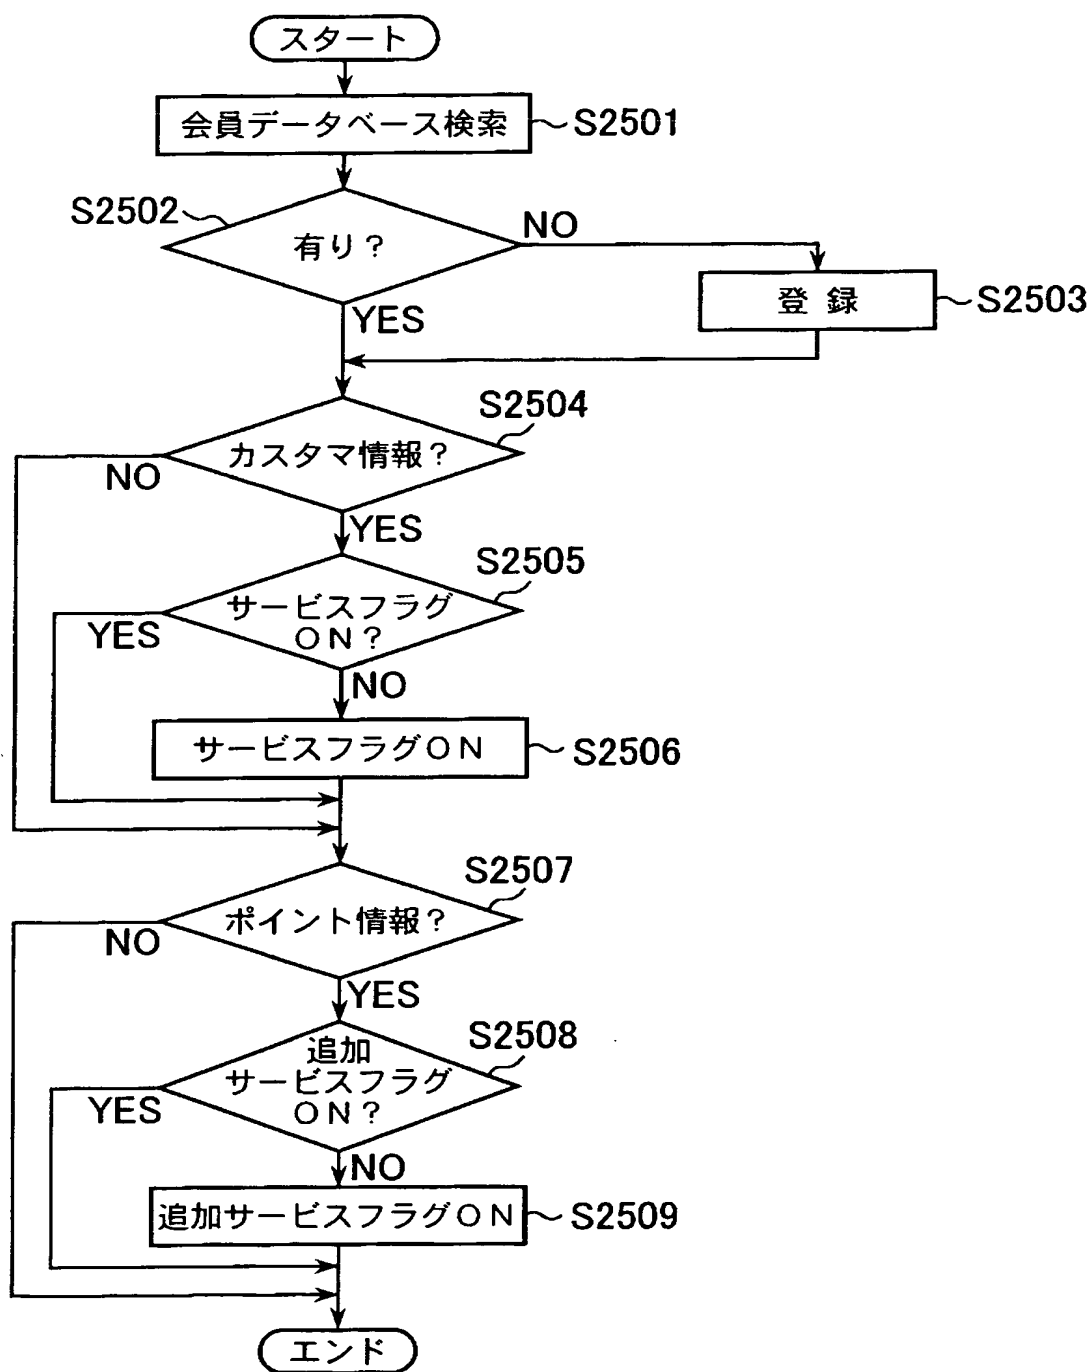 スタート
会員データベース検索
S2501
S2502
有り？
NO
YES
登 録
S2503
S2504
カスタマ情報？
NO
YES
S2505
サービスフラグ
ＯＮ？
YES
NO
サービスフラグＯＮ
S2506
S2507
ポイント情報？
NO
YES
S2508
追加
サービスフラグ
ＯＮ？
YES
NO
追加サービスフラグＯＮ
S2509
エンド